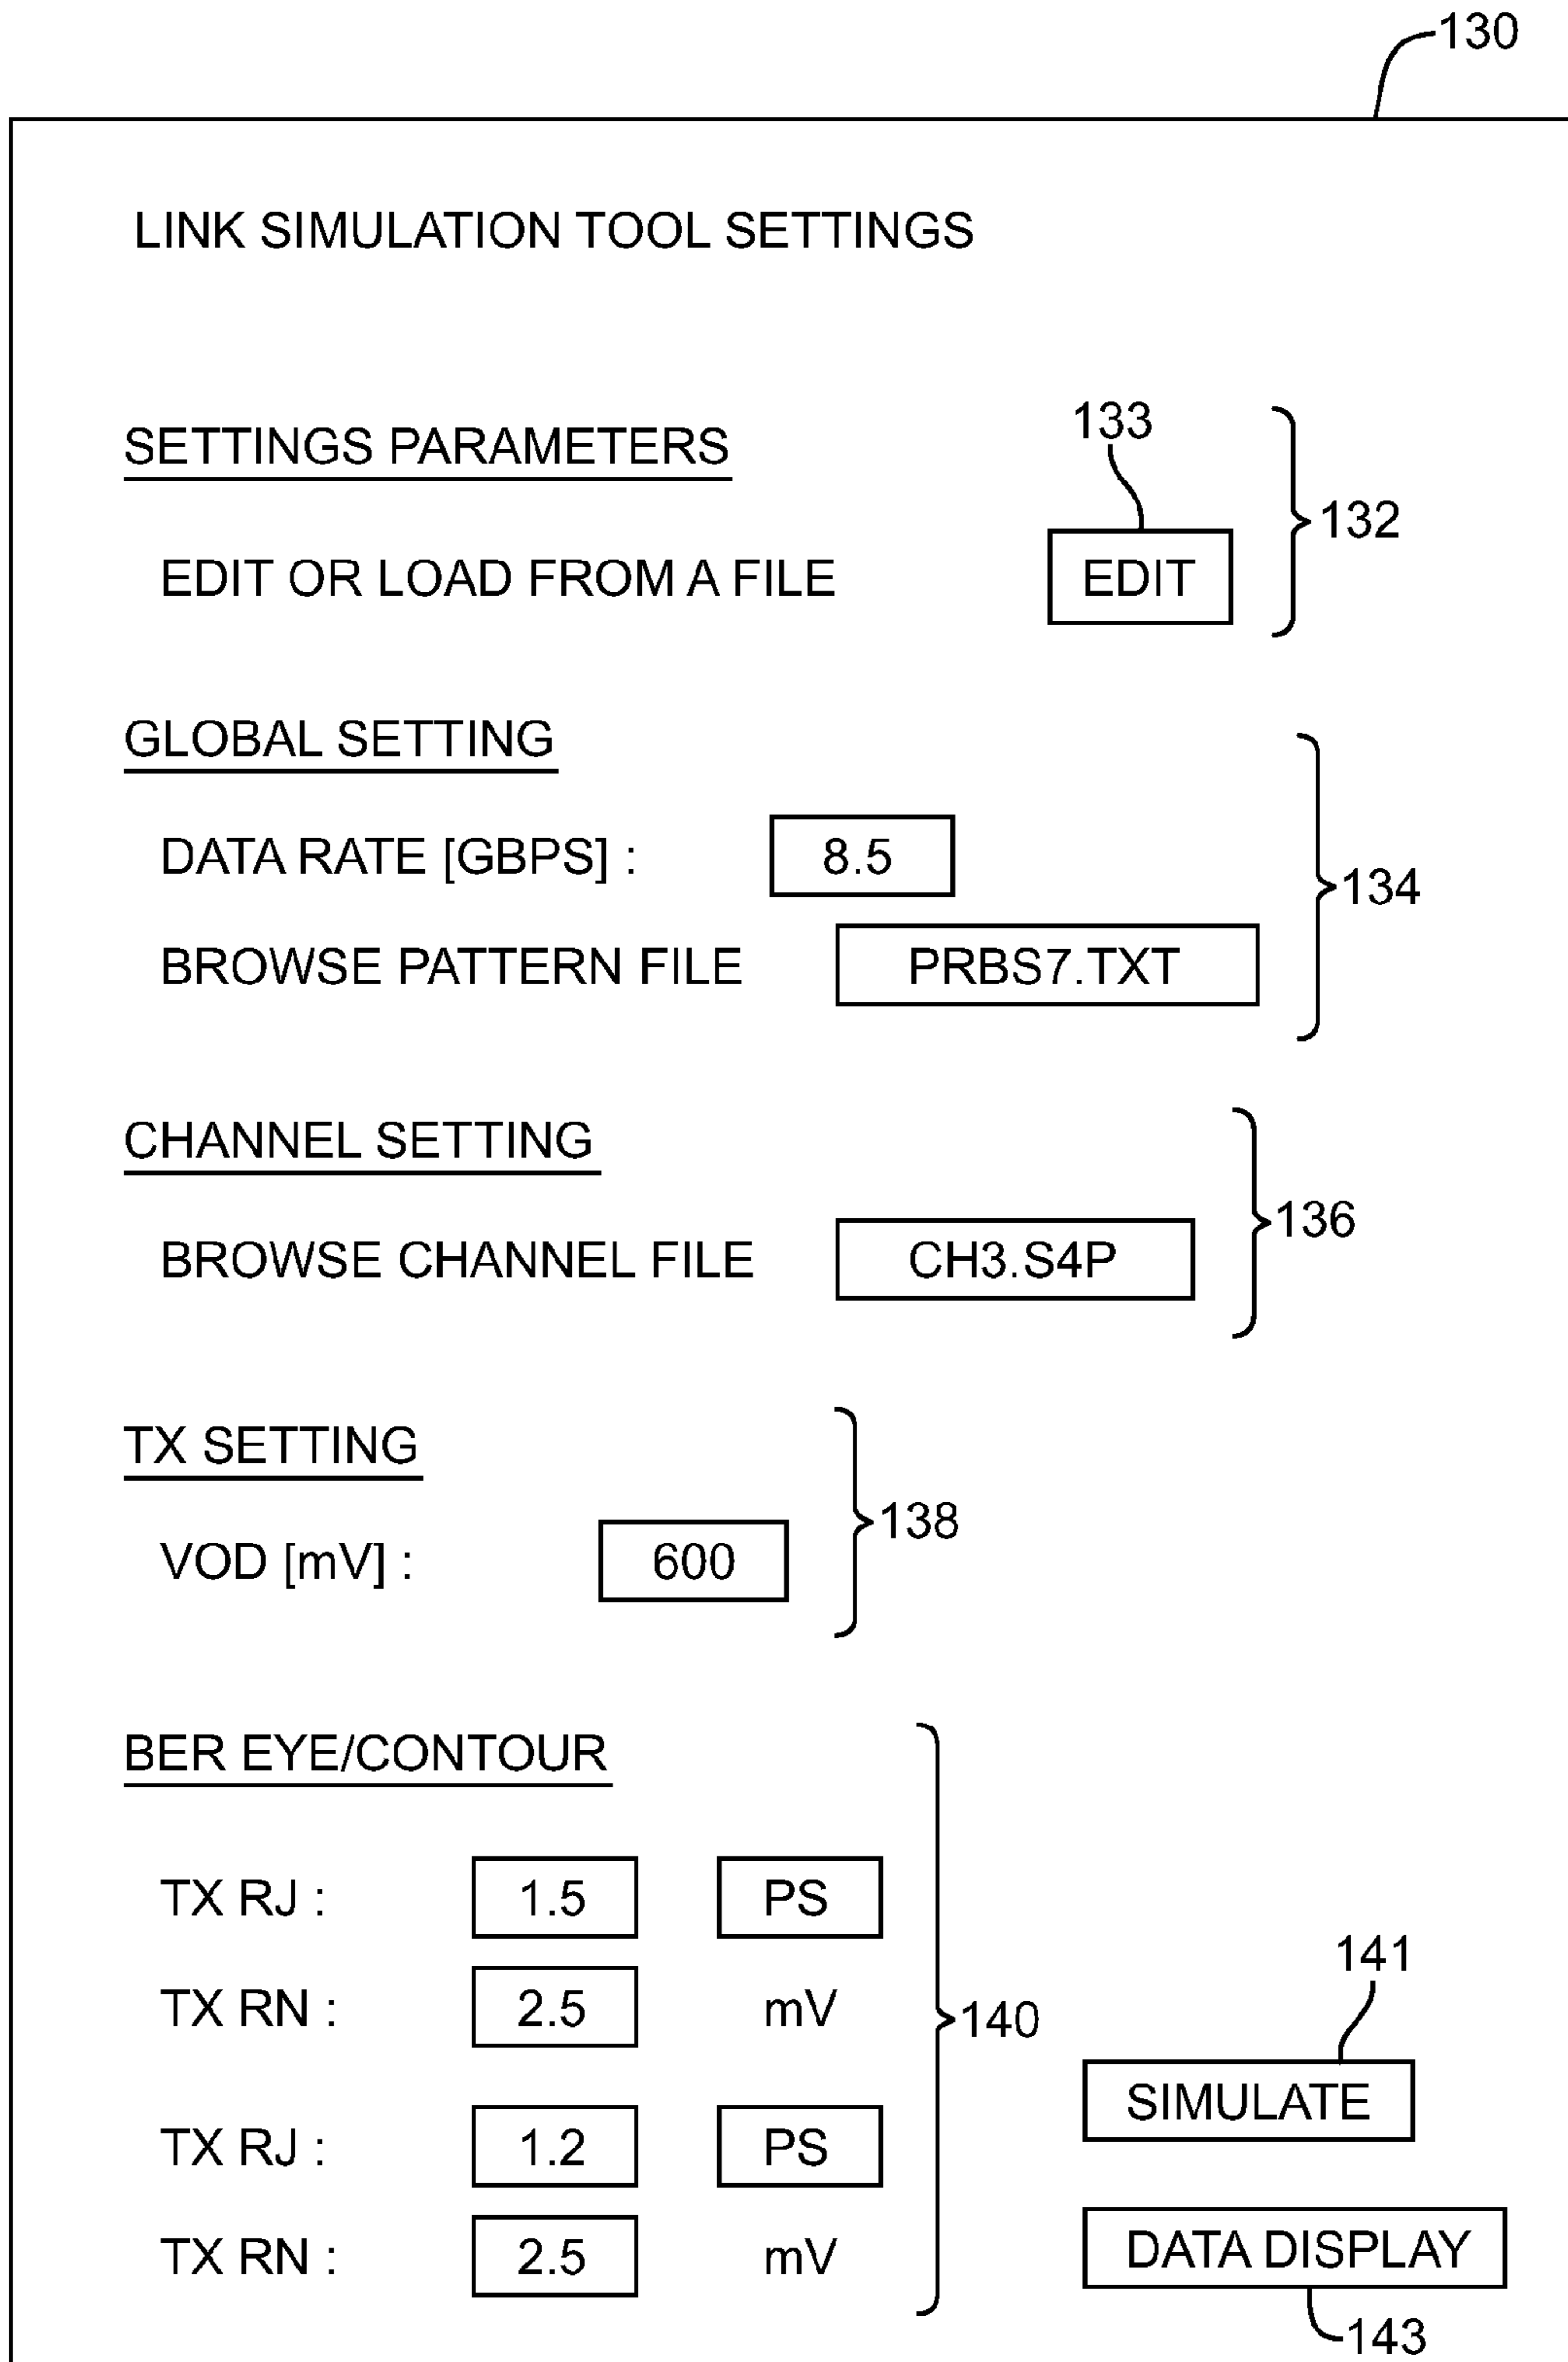 130
LINK SIMULATION TOOL SETTINGS
133
SETTINGS PARAMETERS
132
EDIT OR LOAD FROM A FILE EDIT
GLOBAL SETTING
DATA RATE [GBPS] : 8.5
134
BROWSE PATTERN FILE PRBS7.TXT
CHANNEL SETTING
136
BROWSE CHANNEL FILE CH3.S4P
TX SETTING
138
VOD [mV] : 600
BER EYE/CONTOUR
TX RJ : 1.5 PS
141
TX RN : 2.5 mV
140
SIMULATE
TX RJ : 1.2 PS
TX RN : 2.5 mV
DATA DISPLAY
143